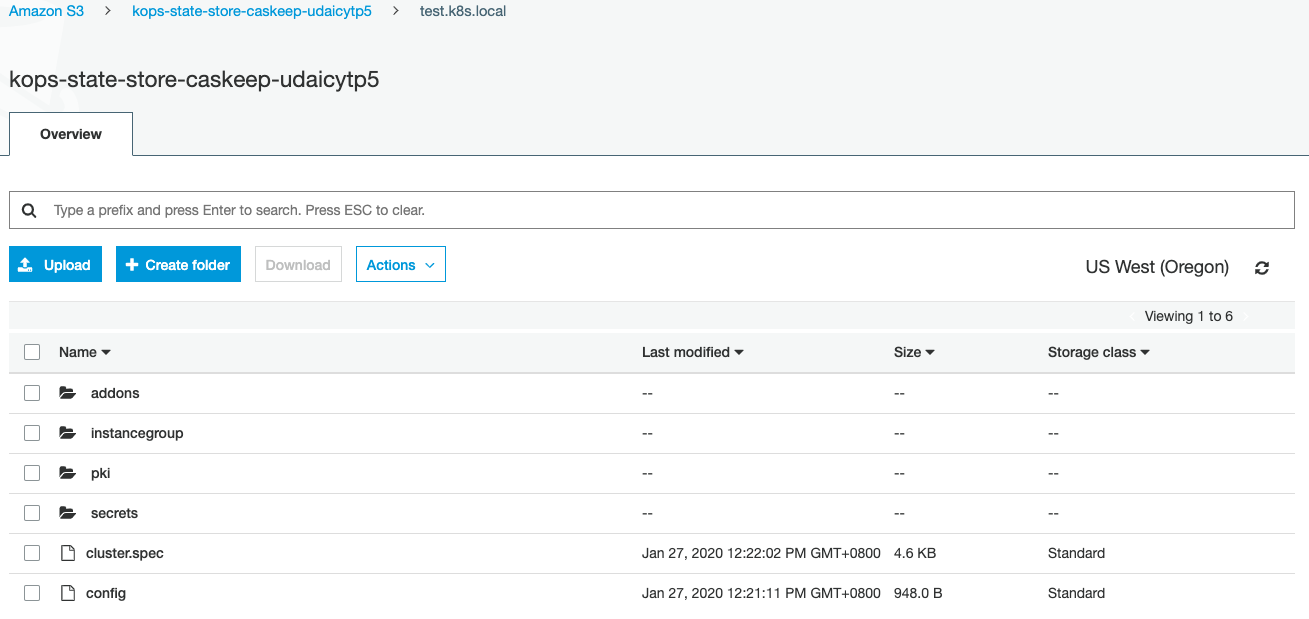 Amazon S3 > kops-state-store-caskeep-udaicytp5 > test.k8s.local
kops-state-store-caskeep-udaicytp5
Overview
Type a prefix and press Enter to search. Press ESC to clear.
Upload + Create folder Download Actions US West (Oregon)
Viewing 1 to 6
Name Last modified Size Storage class
addons -- -- --
instancegroup -- -- --
pki -- -- --
secrets -- -- --
cluster.spec Jan 27, 2020 12:22:02 PM GMT+0800 4.6 KB Standard
config Jan 27, 2020 12:21:11 PM GMT+0800 948.0 B Standard